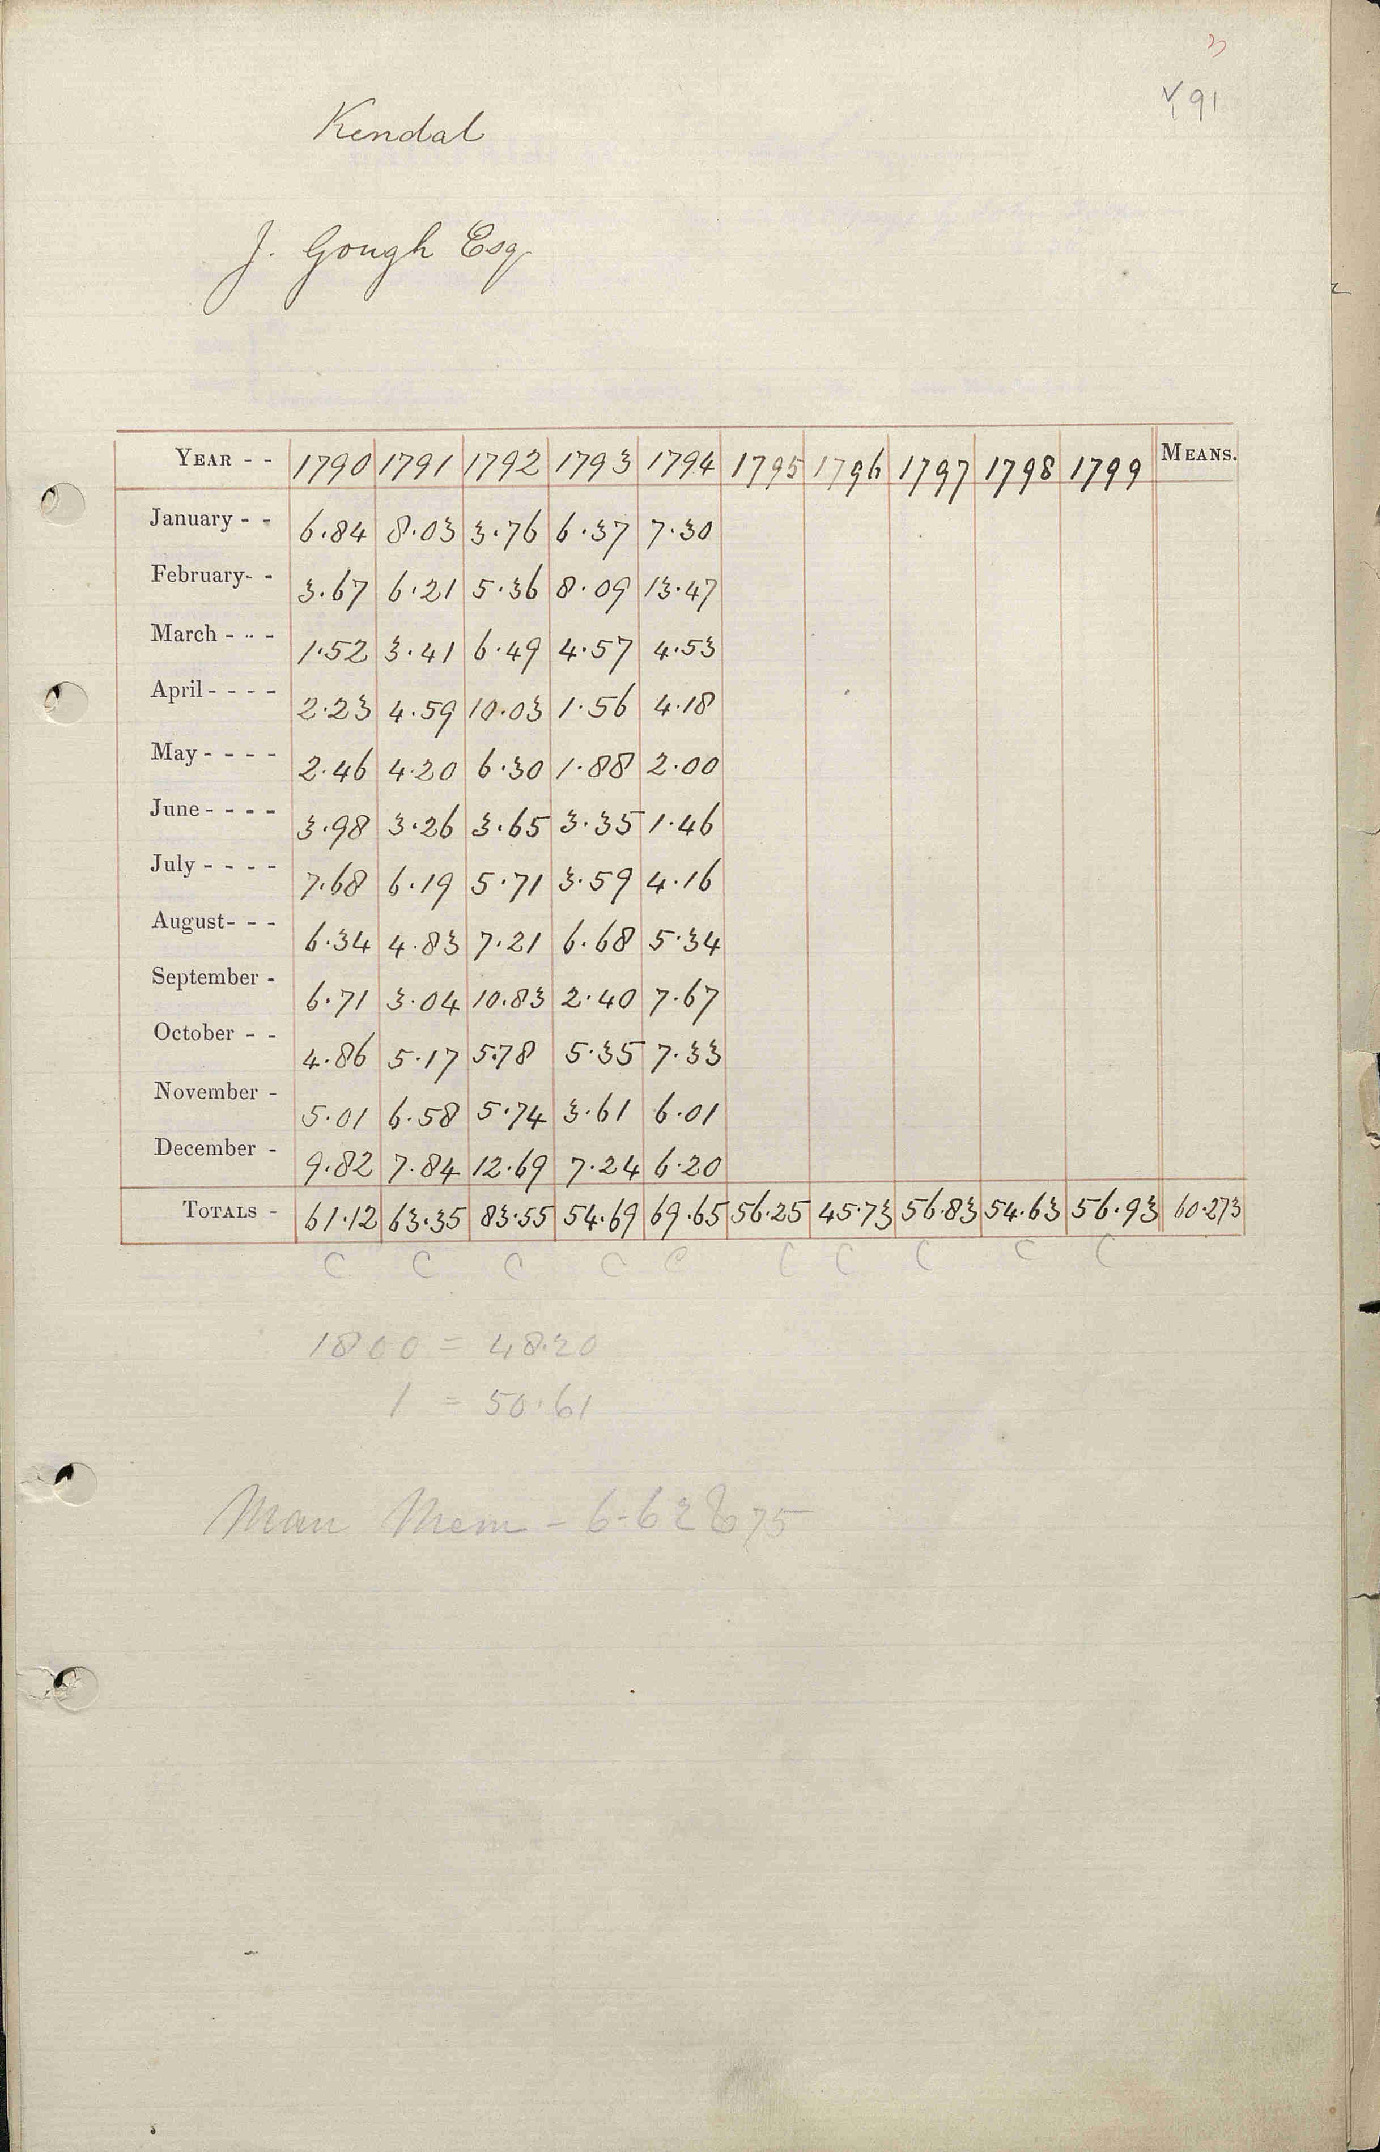 3
91
Kendal
J. Gough Esq
YEAR - - 1790 1791 1792 1793 1794 1795 1796 1797 1798 1799 MEANS.
January - - 6.84 8.03 3.76 6.37 7.30
February- - 3.67 6.21 5.36 8.09 13.47
March - - - 1.52 3.41 6.49 4.57 4.53
April - - - - 2.23 4.59 10.03 1.56 4.18
May - - - - 2.46 4.20 6.30 1.88 2.00
June - - - - 3.98 3.26 3.65 3.35 1.46
July - - - - 7.68 6.19 5.71 3.59 4.16
August- - - 6.34 4.83 7.21 6.68 5.34
September - 6.71 3.04 10.83 2.40 7.67
October - - 4.86 5.17 5.78 5.35 7.33
November - 5.01 6.58 5.74 3.61 6.01
December - 9.82 7.84 12.69 7.24 6.20
TOTALS - 61.12 63.35 83.55 54.69 69.65 56.25 45.73 56.83 54.63 56.93 60.273
C C C C C C C C C C
1800 = 48.20
1 = 50.61